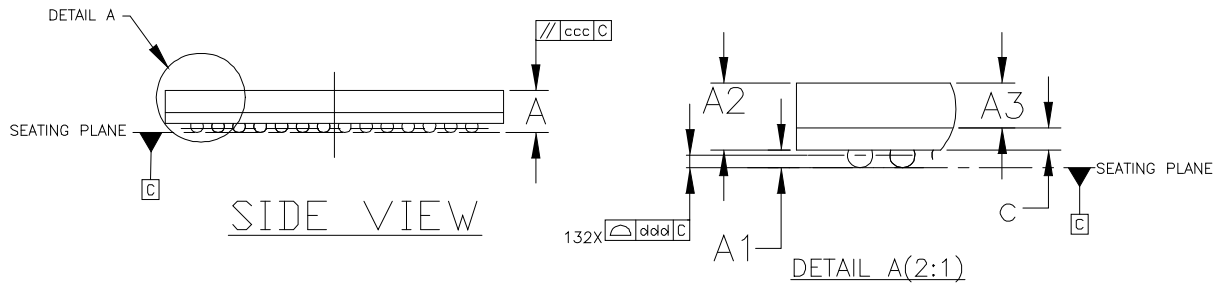 DETAIL A
// ccc C
A
SEATING PLANE
C
SIDE VIEW
A2
A3
SEATING PLANE
C
c
132X ⌓ ddd C
A1
DETAIL A(2:1)